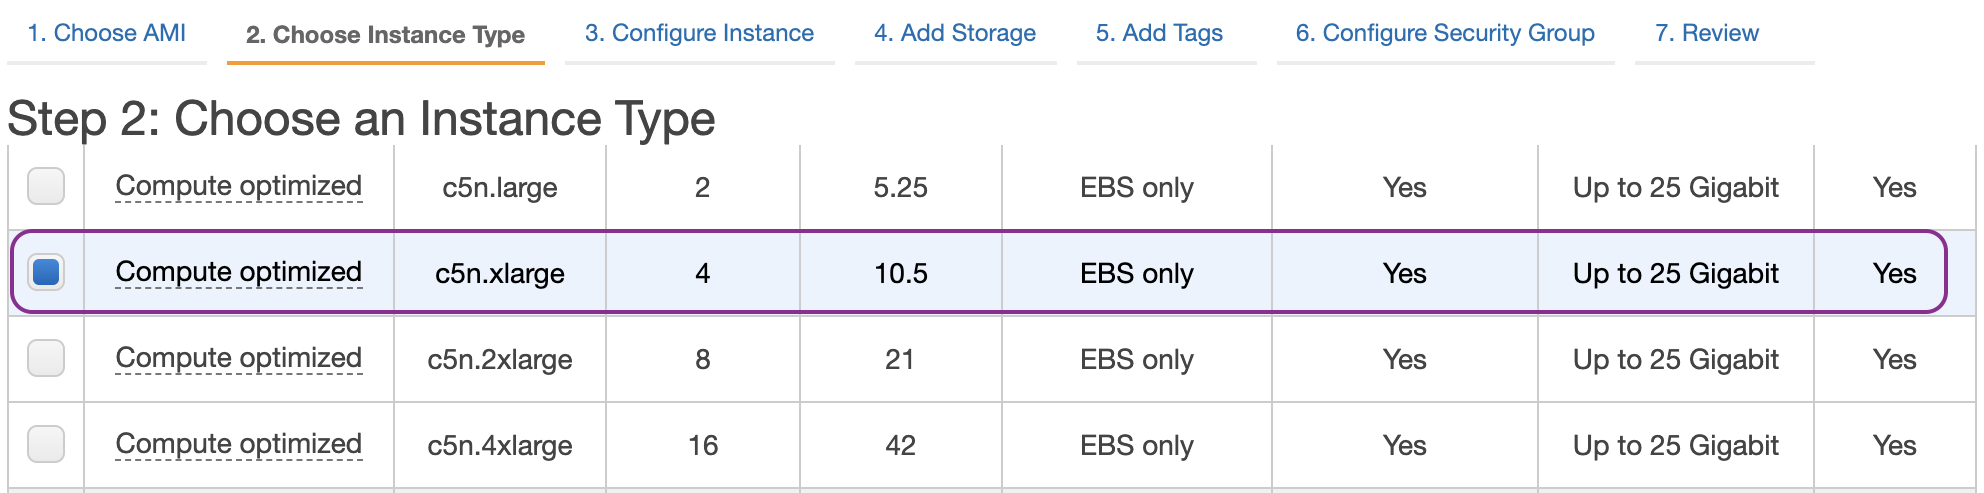 1. Choose AMI 2. Choose Instance Type 3. Configure Instance 4. Add Storage 5. Add Tags 6. Configure Security Group 7. Review
Step 2: Choose an Instance Type
Compute optimized c5n.large 2 5.25 EBS only Yes Up to 25 Gigabit Yes
Compute optimized c5n.xlarge 4 10.5 EBS only Yes Up to 25 Gigabit Yes
Compute optimized c5n.2xlarge 8 21 EBS only Yes Up to 25 Gigabit Yes
Compute optimized c5n.4xlarge 16 42 EBS only Yes Up to 25 Gigabit Yes